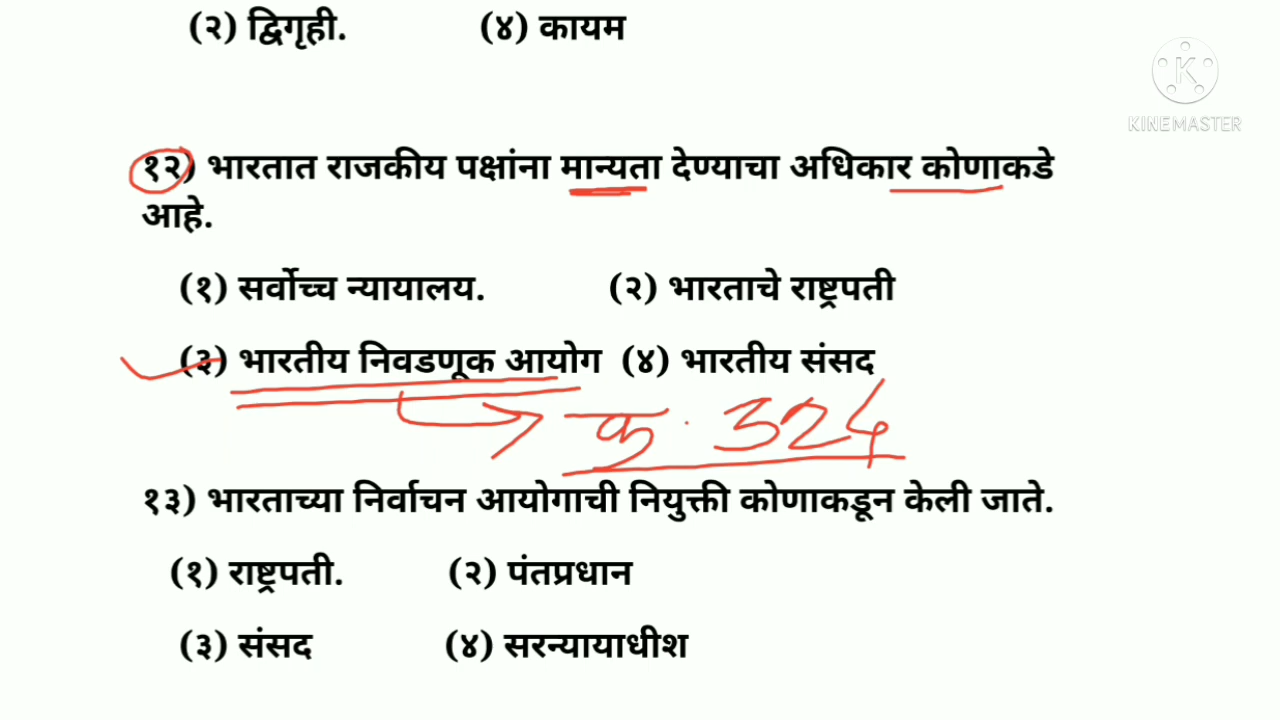 (२) द्विगृही. (४) कायम
KINEMASTER
१२) भारतात राजकीय पक्षांना मान्यता देण्याचा अधिकार कोणाकडे
आहे.
(१) सर्वोच्च न्यायालय. (२) भारताचे राष्ट्रपती
(३) भारतीय निवडणूक आयोग (४) भारतीय संसद
क. 324
१३) भारताच्या निर्वाचन आयोगाची नियुक्ती कोणाकडून केली जाते.
(१) राष्ट्रपती. (२) पंतप्रधान
(३) संसद (४) सरन्यायाधीश